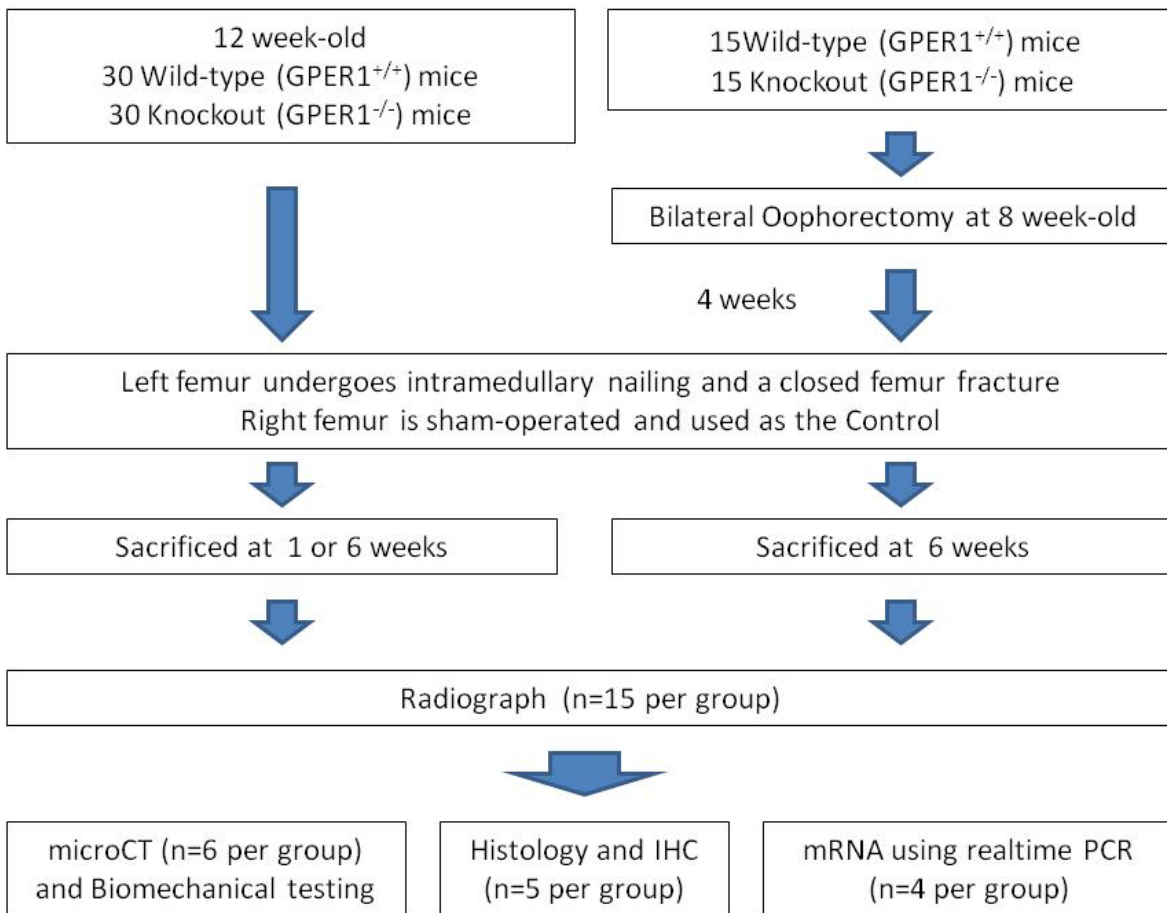 12 week-old
30 Wild-type (GPER1⁺/⁺) mice
30 Knockout (GPER1⁻/⁻) mice
15Wild-type (GPER1⁺/⁺) mice
15 Knockout (GPER1⁻/⁻) mice
Bilateral Oophorectomy at 8 week-old
4 weeks
Left femur undergoes intramedullary nailing and a closed femur fracture
Right femur is sham-operated and used as the Control
Sacrificed at 1 or 6 weeks
Sacrificed at 6 weeks
Radiograph (n=15 per group)
microCT (n=6 per group)
and Biomechanical testing
Histology and IHC
(n=5 per group)
mRNA using realtime PCR
(n=4 per group)